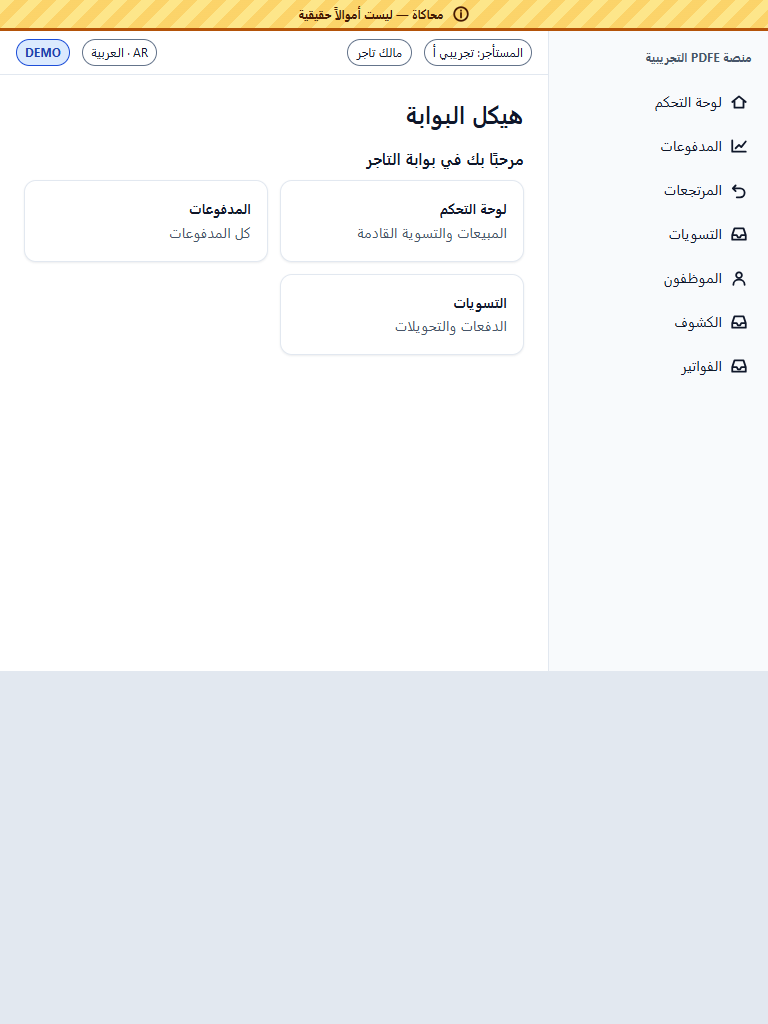 محاكاة — ليست أموالاً حقيقية
منصة PDFE التجريبية
لوحة التحكم
المدفوعات
المرتجعات
التسويات
الموظفون
الكشوف
الفواتير
المستأجر: تجريبي أ
مالك تاجر
AR · العربية
DEMO
هيكل البوابة
مرحبًا بك في بوابة التاجر
لوحة التحكم
المبيعات والتسوية القادمة
المدفوعات
كل المدفوعات
التسويات
الدفعات والتحويلات